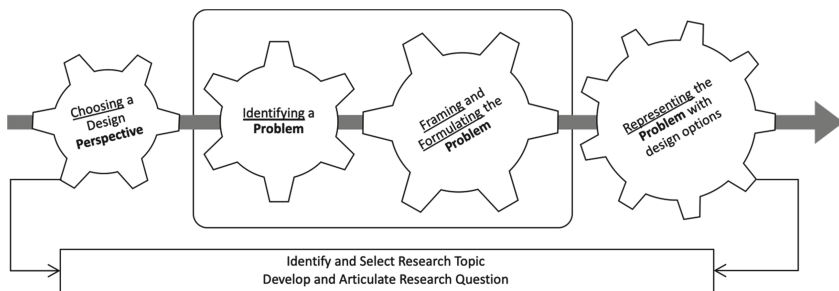 Choosing a
Design
Perspective
Identifying a
Problem
Framing and
Formulating the
Problem
Representing the
Problem with
design options
Identify and Select Research Topic
Develop and Articulate Research Question